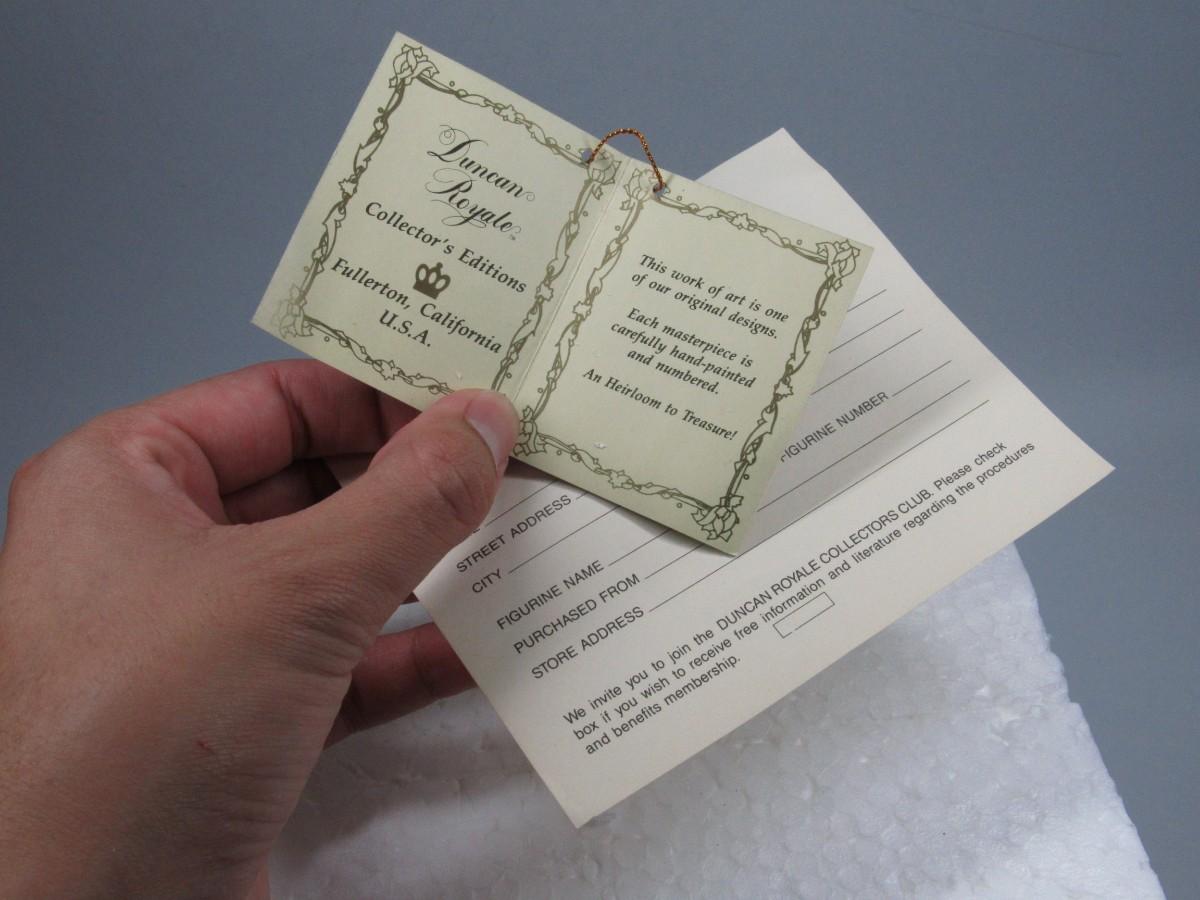 Duncan
Royale™
Collector's Editions
Fullerton, California
U.S.A.
This work of art is one
of our original designs.
Each masterpiece is
carefully hand-painted
and numbered.
An Heirloom to Treasure!
STREET ADDRESS
CITY
FIGURINE NAME
FIGURINE NUMBER
PURCHASED FROM
STORE ADDRESS
We invite you to join the DUNCAN ROYALE COLLECTORS CLUB. Please check
box if you wish to receive free information and literature regarding the procedures
and benefits membership.